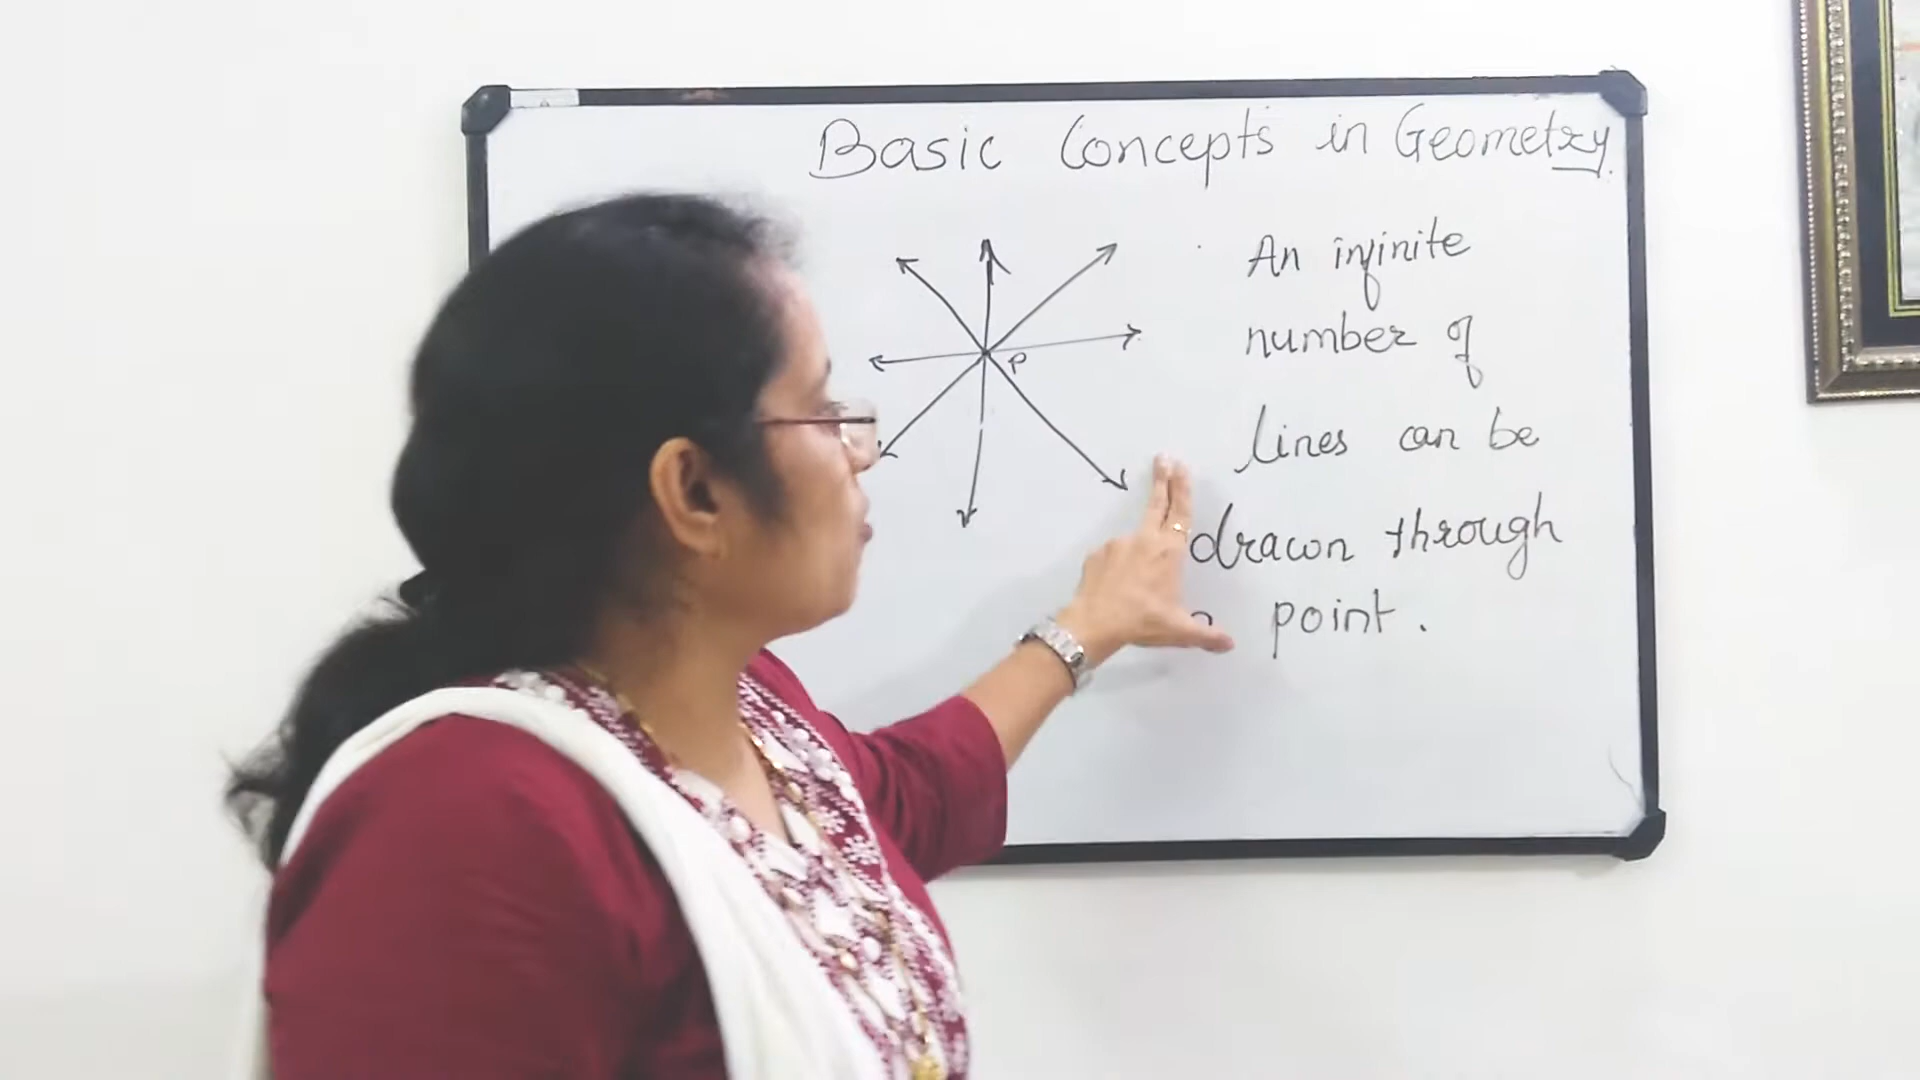 Basic Concepts in Geometry.
P
An infinite
number of
lines can be
drawn through
point.